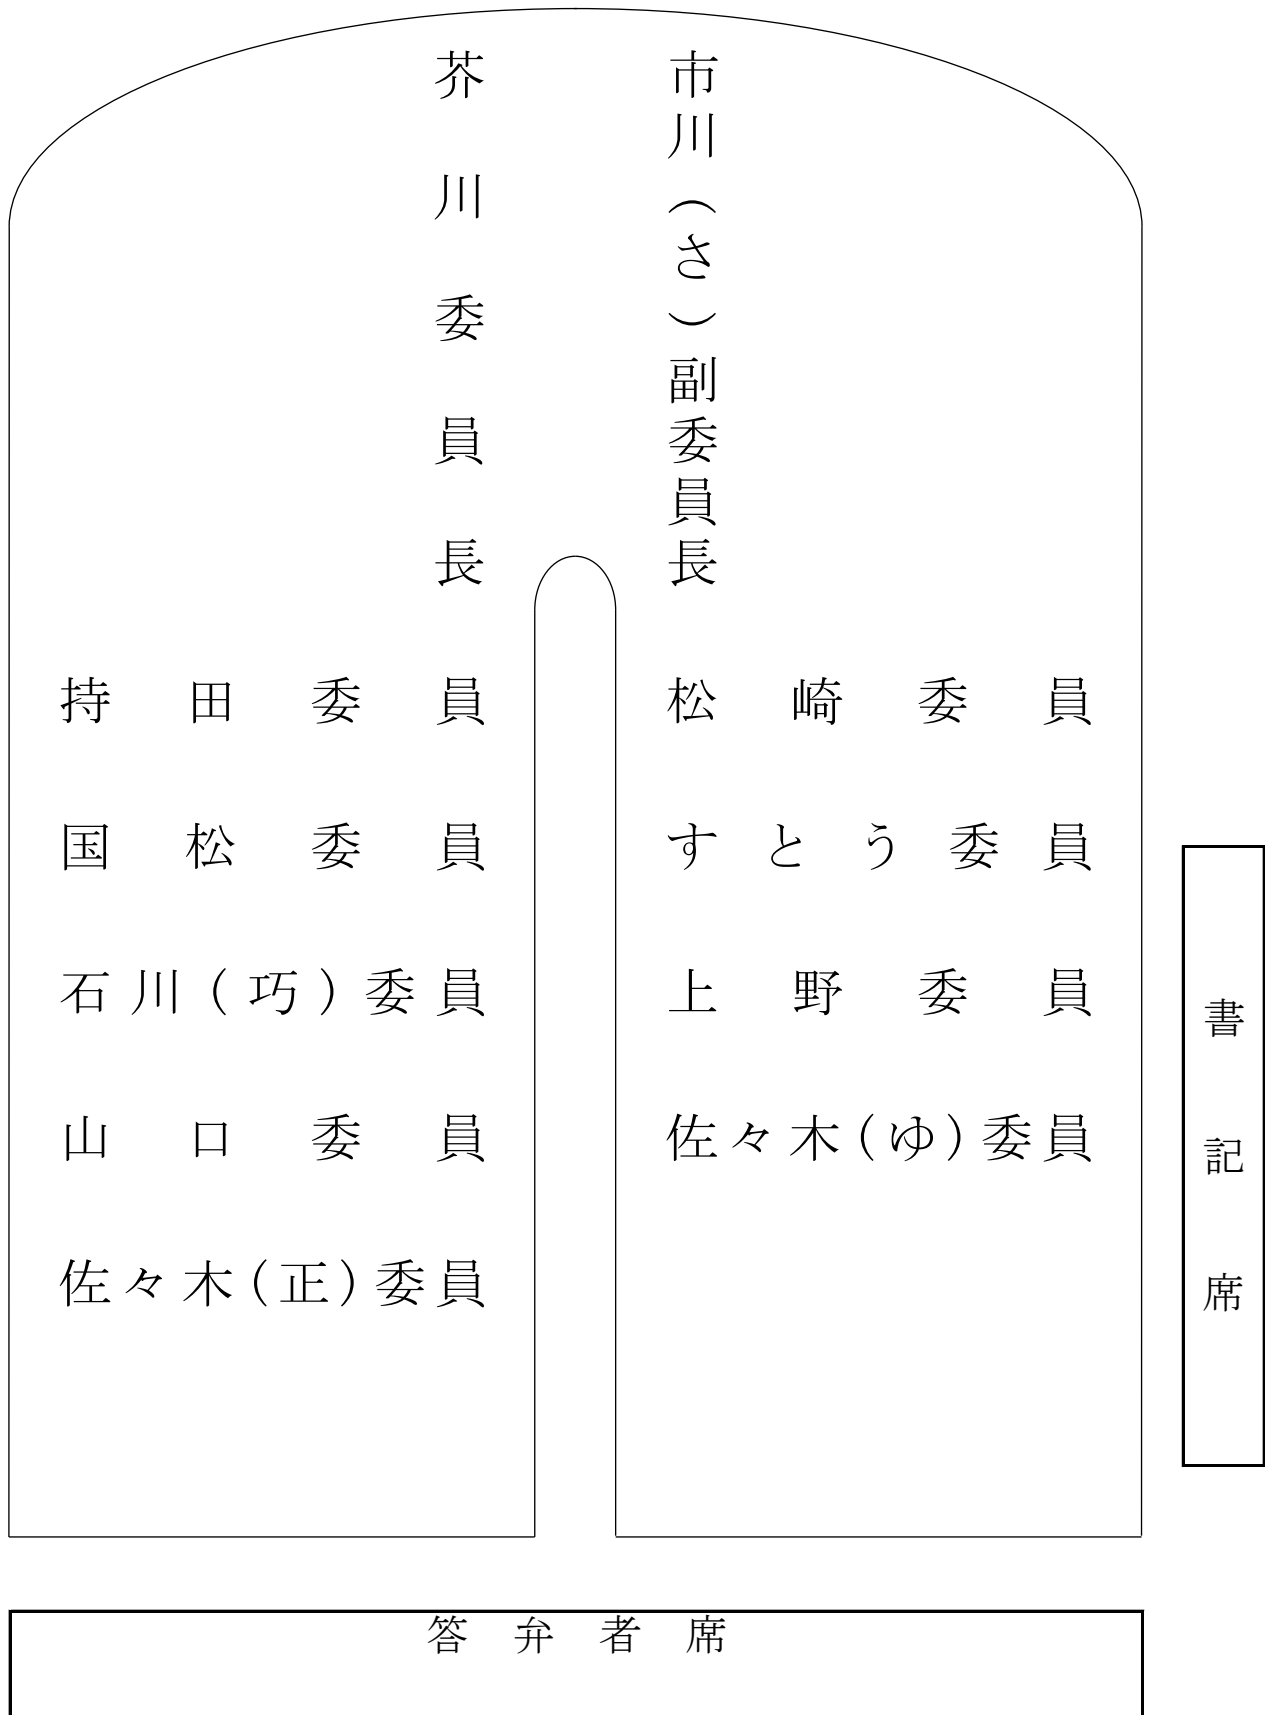 芥川委員長
市川（さ）副委員長
持田委員
松崎委員
国松委員
すとう委員
石川（巧）委員
上野委員
山口委員
佐々木（ゆ）委員
佐々木（正）委員
書記席
答弁者席